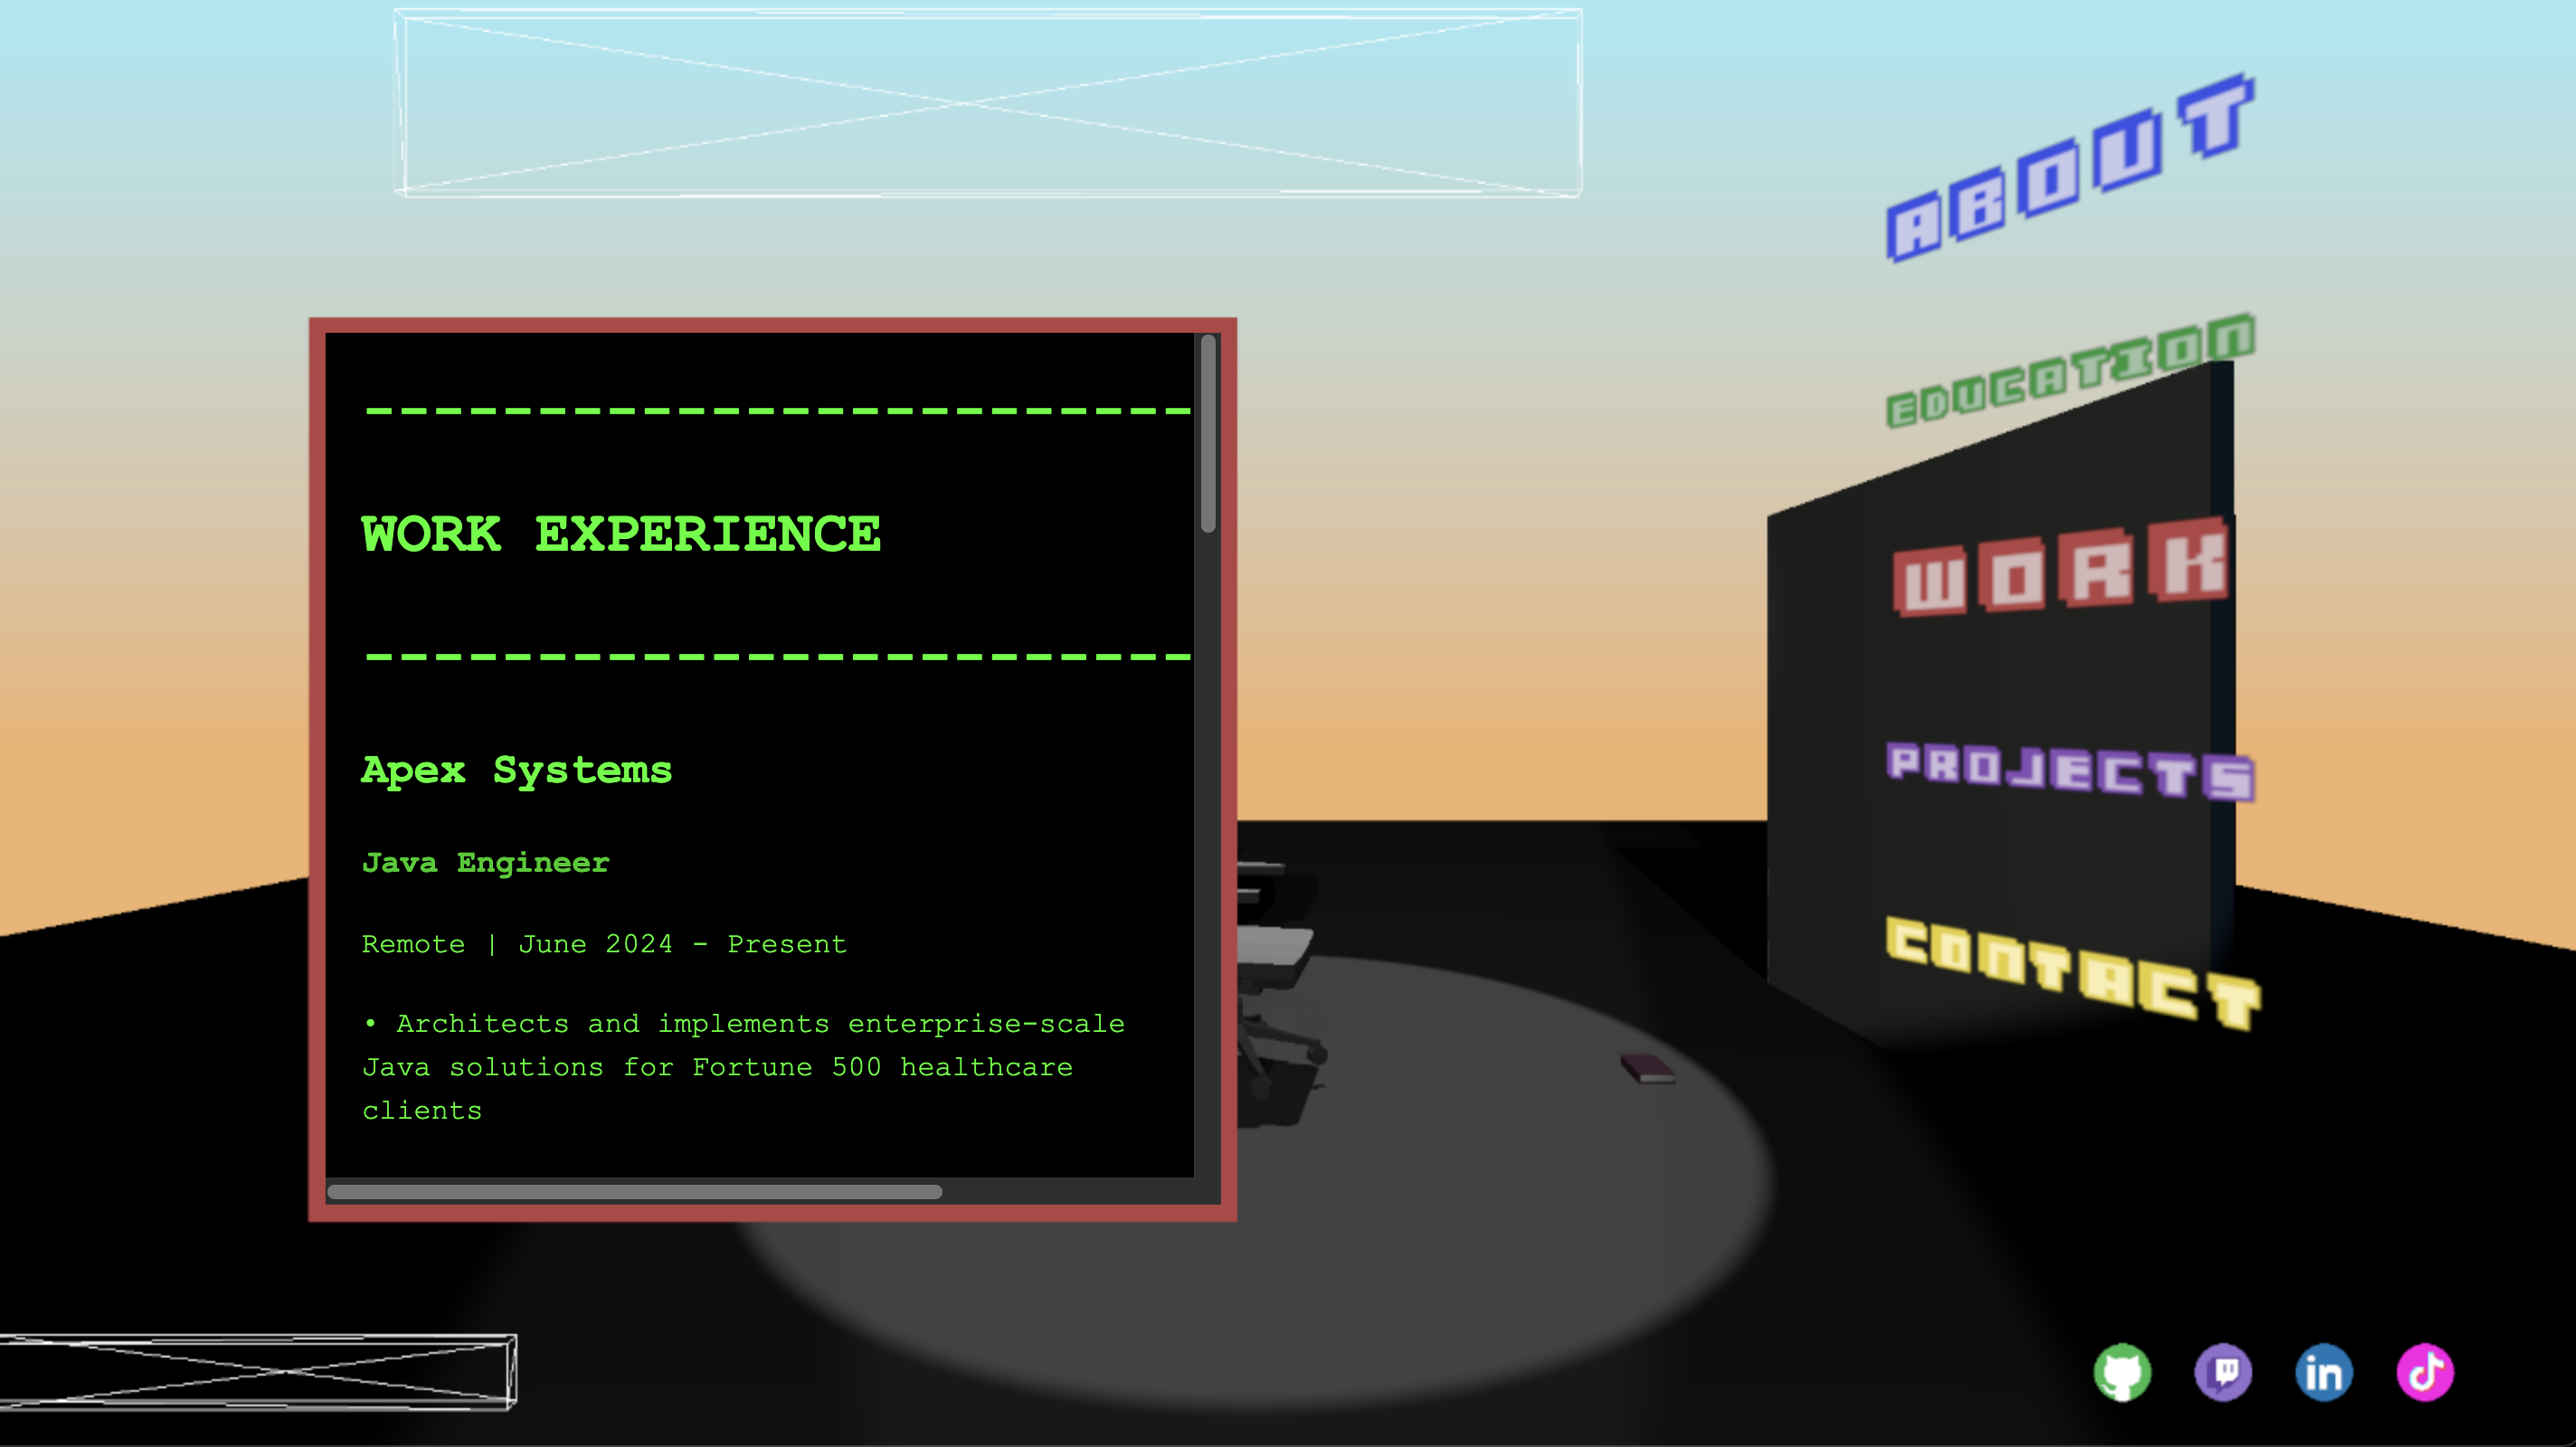 ABOUT
EDUCATION
WORK
PROJECTS
CONTACT
------------------------
WORK EXPERIENCE
------------------------
Apex Systems
Java Engineer
Remote | June 2024 - Present
• Architects and implements enterprise-scale
Java solutions for Fortune 500 healthcare
clients
in